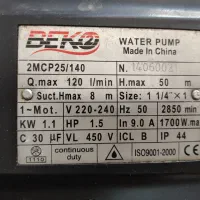 BEKO WATER PUMP
Made In China
2MCP25/140 N.
Q.max 120 l/min H.max 50 m
Suct.Hmax 8 m Size: 1 1/4"×1
1~Mot. V 220-240 Hz 50 2850 min
KW 1.1 HP 1.5 In 9.0 A 1700W.max
C 30 µF VL 450 V ICL B IP 44
continuous duty ISO9001-2000